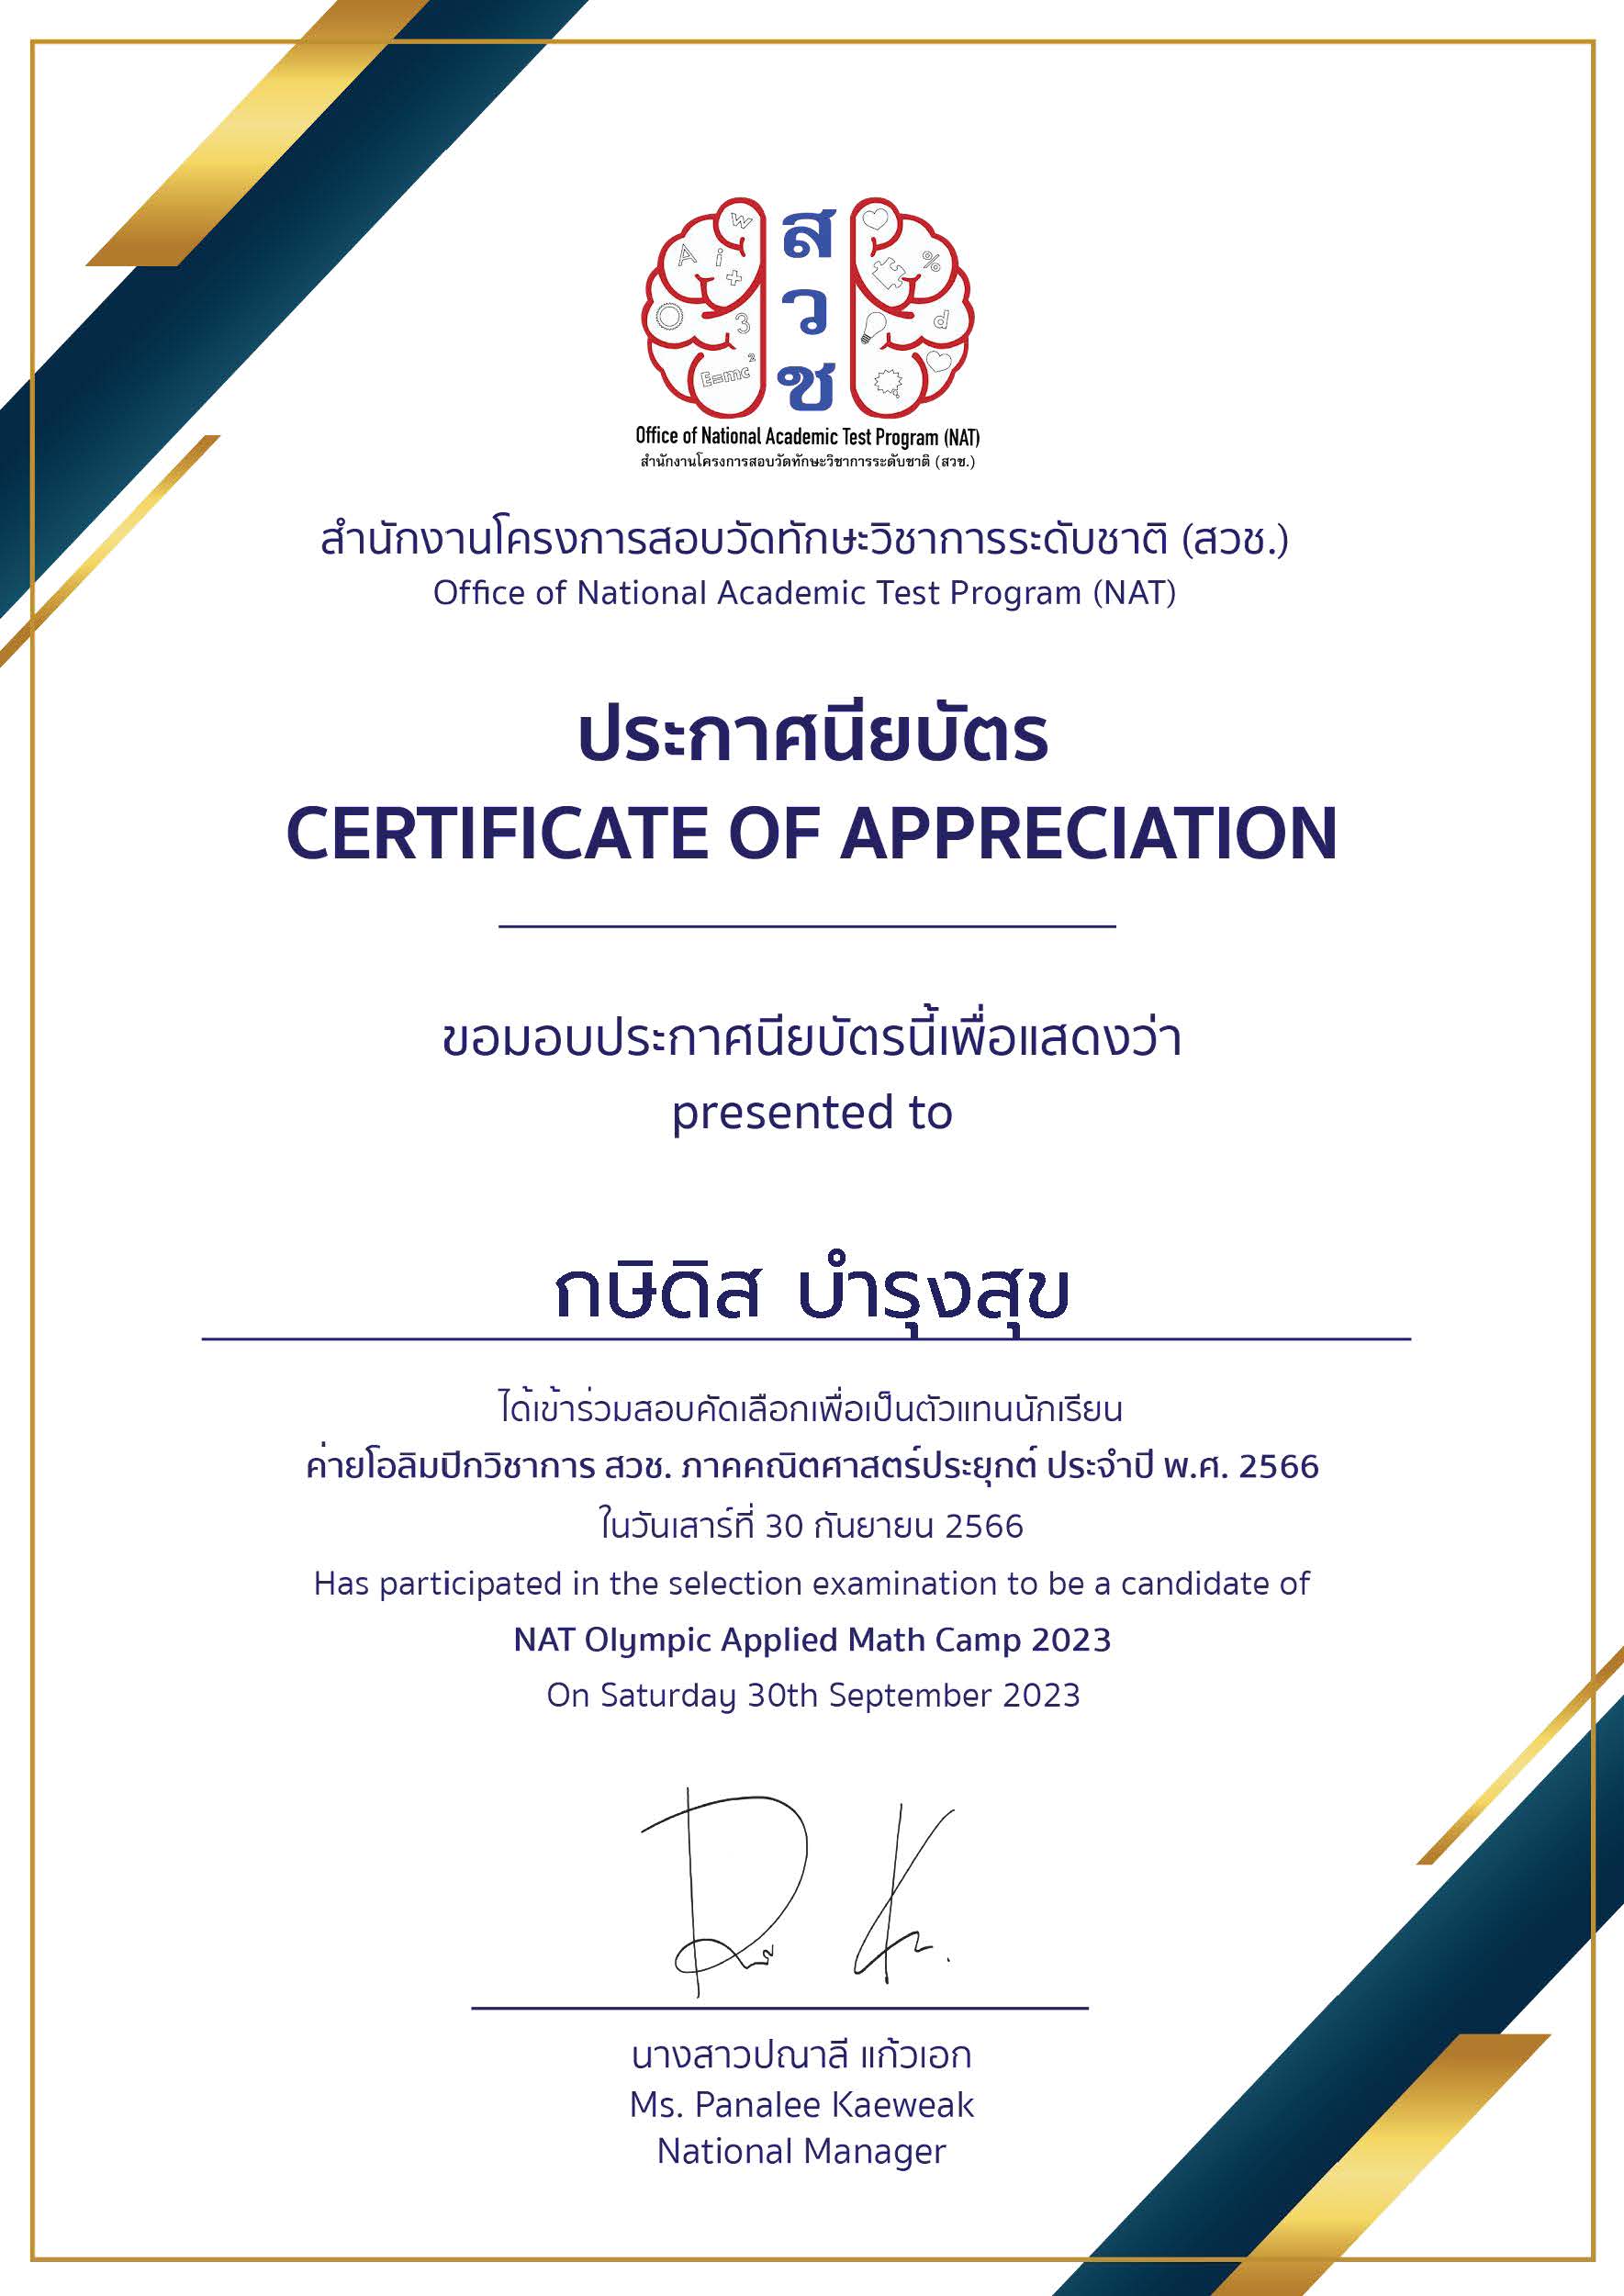 W
A i
+
3
E=mc²
ส
ว
ช
%
d
Office of National Academic Test Program (NAT)
สำนักงานโครงการสอบวัดทักษะวิชาการระดับชาติ (สวช.)
สำนักงานโครงการสอบวัดทักษะวิชาการระดับชาติ (สวช.)
Office of National Academic Test Program (NAT)
ประกาศนียบัตร
CERTIFICATE OF APPRECIATION
ขอมอบประกาศนียบัตรนี้เพื่อแสดงว่า
presented to
กษิดิส บำรุงสุข
ได้เข้าร่วมสอบคัดเลือกเพื่อเป็นตัวแทนนักเรียน
ค่ายโอลิมปิกวิชาการ สวช. ภาคคณิตศาสตร์ประยุกต์ ประจำปี พ.ศ. 2566
ในวันเสาร์ที่ 30 กันยายน 2566
Has participated in the selection examination to be a candidate of
NAT Olympic Applied Math Camp 2023
On Saturday 30th September 2023
นางสาวปณาลี แก้วเอก
Ms. Panalee Kaeweak
National Manager